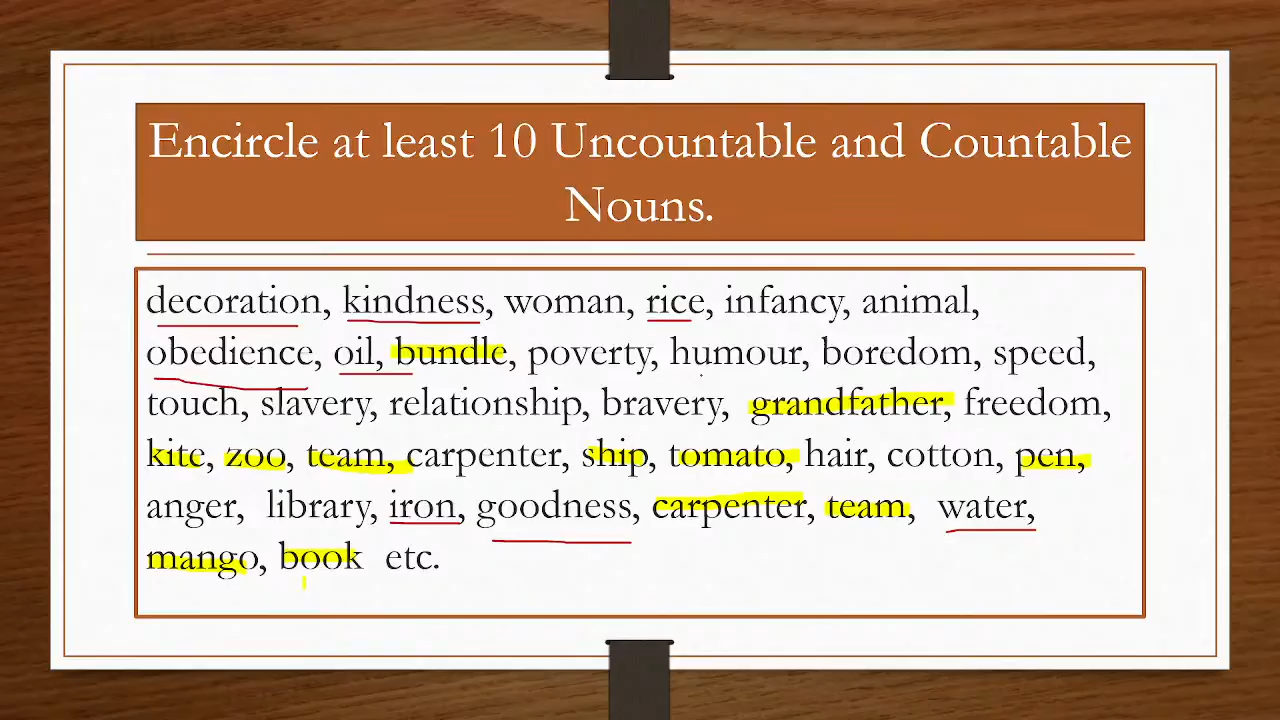 Encircle at least 10 Uncountable and Countable
Nouns.
decoration, kindness, woman, rice, infancy, animal,
obedience, oil, bundle, poverty, humour, boredom, speed,
touch, slavery, relationship, bravery, grandfather, freedom,
kite, zoo, team, carpenter, ship, tomato, hair, cotton, pen,
anger, library, iron, goodness, carpenter, team, water,
mango, book etc.